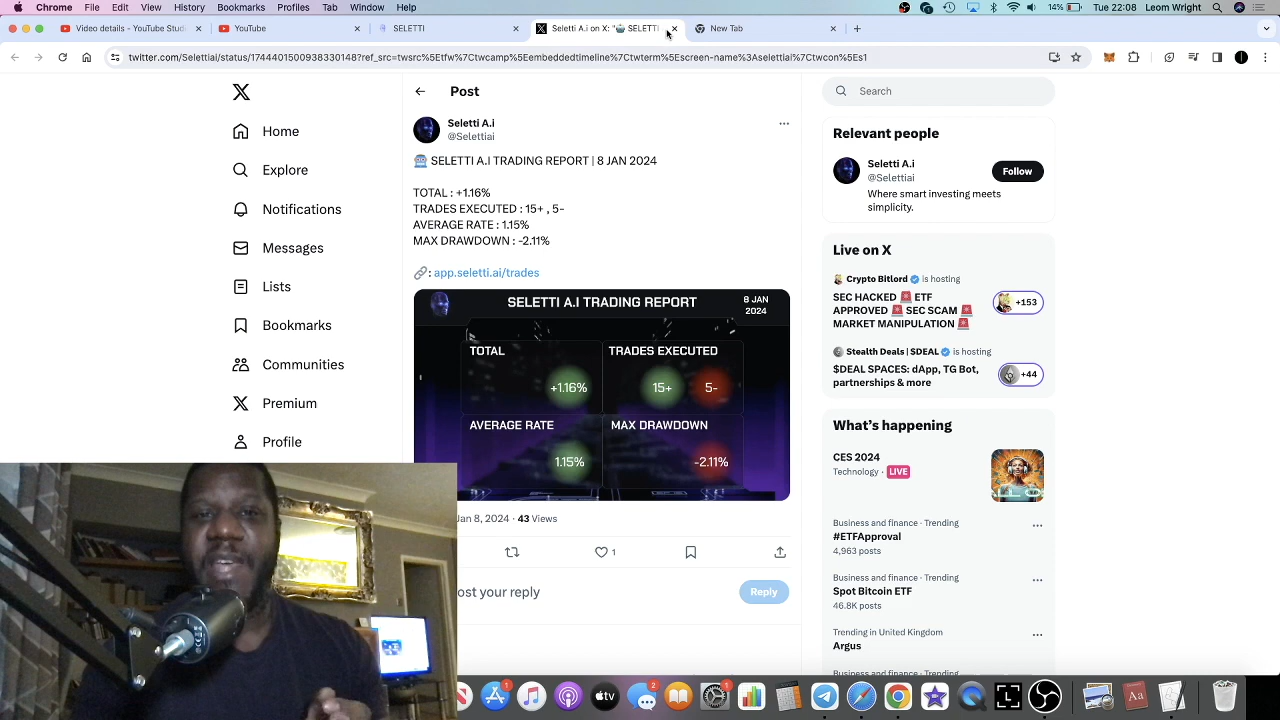 Chrome File Edit View History Bookmarks Profiles Tab Window Help
14% Tue 22:08 Leom Wright
Video details - YouTube Stud
YouTube
SELETTI
Seletti A.i on X: "🤖 SELETTI
New Tab
twitter.com/Selettiai/status/1744401500938330148?ref_src=twsrc%5Etfw%7Ctwcamp%5Eembeddedtimeline%7Ctwterm%5Escreen-name%3Aselettiai%7Ctwcon%5Es1
Home
Explore
Notifications
Messages
Lists
Bookmarks
Communities
Premium
Profile
Post
Seletti A.i
@Selettiai
🤖 SELETTI A.I TRADING REPORT | 8 JAN 2024
TOTAL : +1.16%
TRADES EXECUTED : 15+ , 5-
AVERAGE RATE : 1.15%
MAX DRAWDOWN : -2.11%
🔗: app.seletti.ai/trades
SELETTI A.I TRADING REPORT
8 JAN
2024
TOTAL
+1.16%
TRADES EXECUTED
15+ 5-
AVERAGE RATE
1.15%
MAX DRAWDOWN
-2.11%
Jan 8, 2024 · 43 Views
1
ost your reply
Reply
Search
Relevant people
Seletti A.i
@Selettiai
Follow
Where smart investing meets
simplicity.
Live on X
Crypto Bitlord is hosting
SEC HACKED 🚨 ETF
APPROVED 🚨 SEC SCAM 🚨
MARKET MANIPULATION 🚨
+153
Stealth Deals | $DEAL is hosting
$DEAL SPACES: dApp, TG Bot,
partnerships & more
+44
What's happening
CES 2024
Technology · LIVE
Business and finance · Trending
#ETFApproval
4,963 posts
Business and finance · Trending
Spot Bitcoin ETF
46.8K posts
Trending in United Kingdom
Argus
1
tv
2
1
Aa